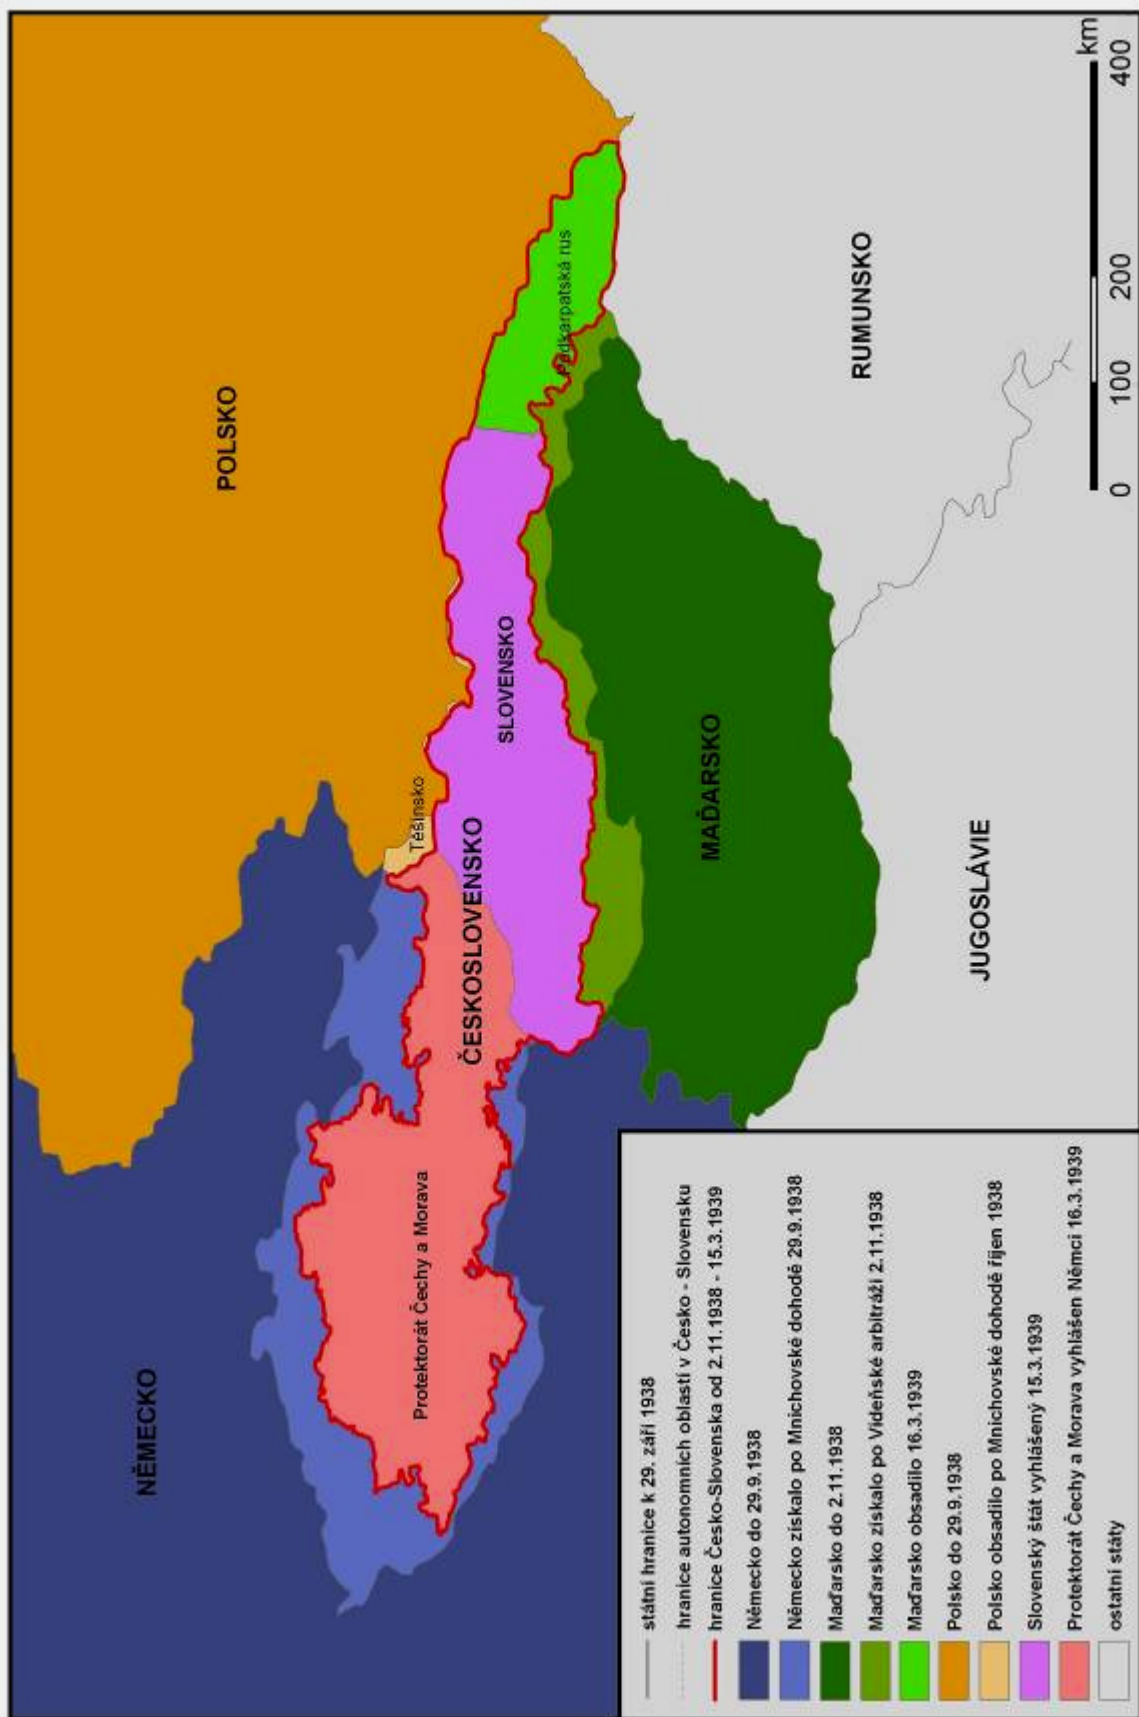 NĚMECKO
POLSKO
Těšínsko
Protektorát Čechy a Morava
ČESKOSLOVENSKO
SLOVENSKO
Podkarpatská rus
MAĎARSKO
RUMUNSKO
JUGOSLÁVIE
státní hranice k 29. září 1938
hranice autonomních oblastí v Česko - Slovensku
hranice Česko-Slovenska od 2.11.1938 - 15.3.1939
Německo do 29.9.1938
Německo získalo po Mnichovské dohodě 29.9.1938
Maďarsko do 2.11.1938
Maďarsko získalo po Vídeňské arbitráži 2.11.1938
Maďarsko obsadilo 16.3.1939
Polsko do 29.9.1938
Polsko obsadilo po Mnichovské dohodě říjen 1938
Slovenský štát vyhlášený 15.3.1939
Protektorát Čechy a Morava vyhlášen Němci 16.3.1939
ostatní státy
km
0 100 200 400